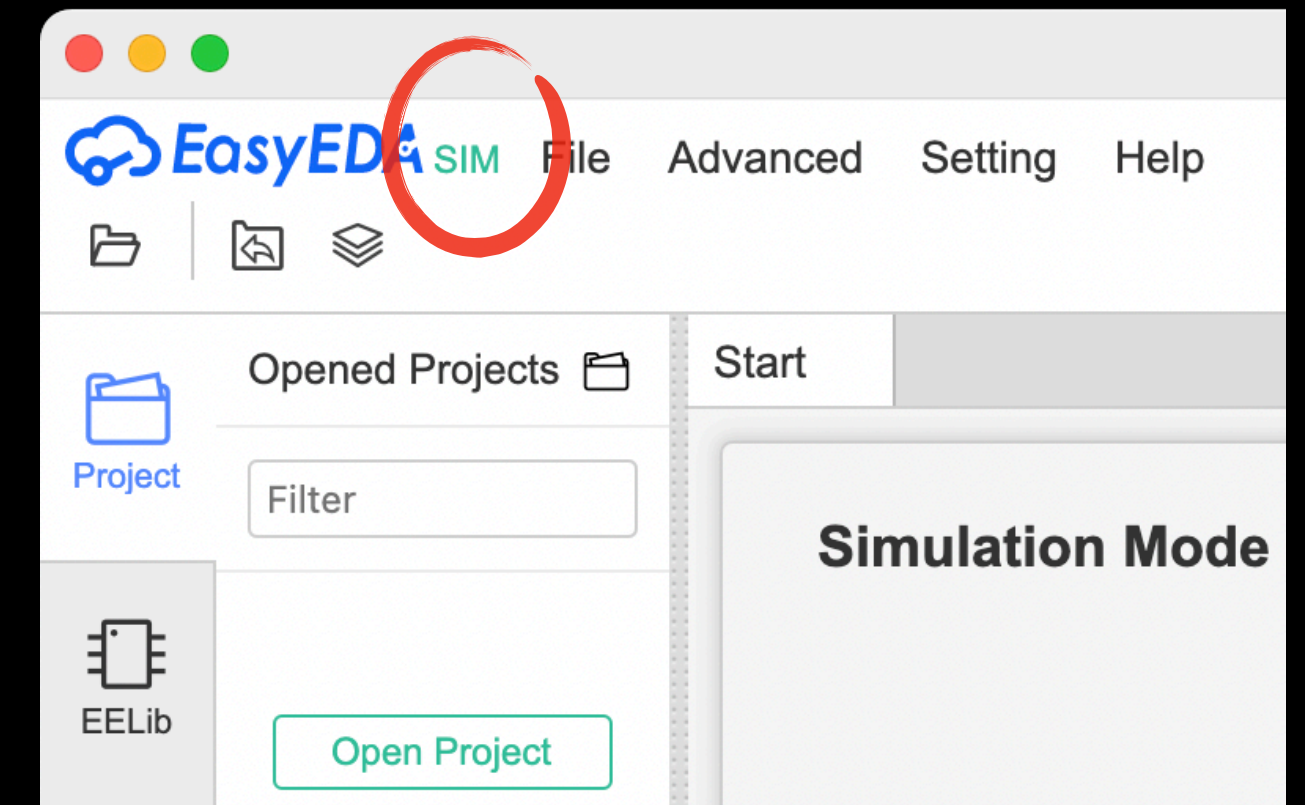 EasyEDA SIM File Advanced Setting Help
Opened Projects
Start
Project
Filter
Simulation Mode
EELib
Open Project